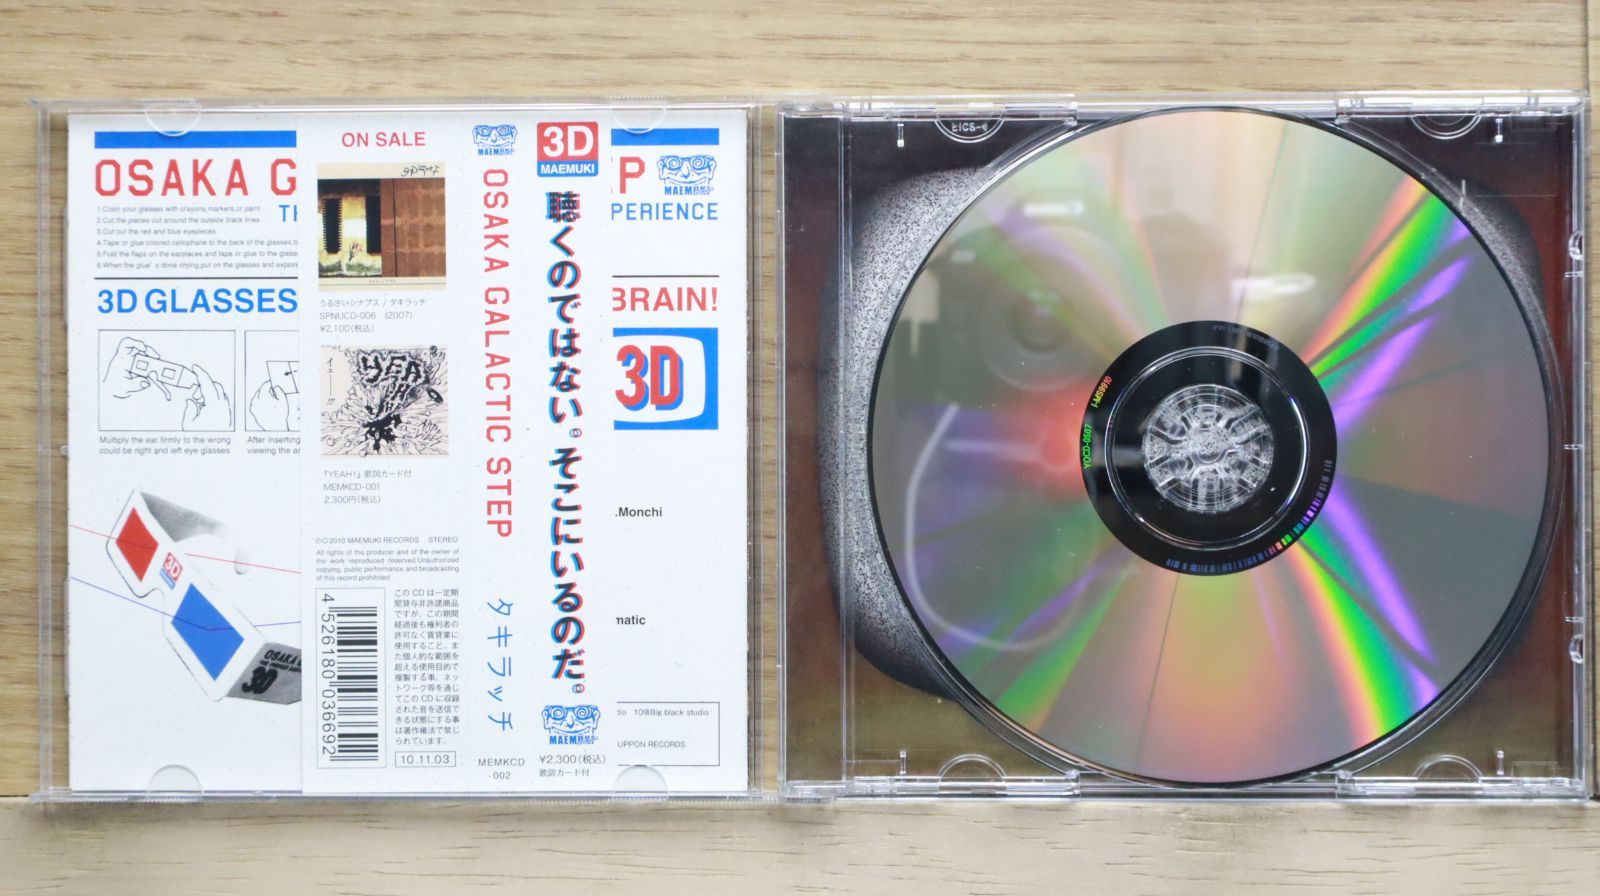 OSAKA G
1.Color your glasses with crayons,markers,or paint
2.Cut the pieces out around the outside black lines
3.Cut out the red and blue eyepieces
4.Tape or glue colored cellophane to the back of the glasses,
5.Fold the flaps on the earplaces and tape or glue to the
6.When the glue's done drying,put on the glasses and
3D GLASSES
Multiply the ear firmly to the wrong
could be right and left eye glasses
After inserting
viewing the
3D
OSAKA
3D
ON SALE
うるさいシナプス / タキラッチ
SPNUCD-006 (2007)
¥2,100(税込)
YEA
『YEAH!』歌詞カード付
MEMKCD-001
2,300円(税込)
℗© 2010 MAEMUKI RECORDS STEREO
All rights of the producer and of the owner of
the work reproduced reserved.Unauthorized
copying, public performance and broadcasting
of this record prohibited.
4 526180 036692
この CD は一定期
間貸与非許諾商品
ですが、この期間
経過後も権利者の
許可なく賃貸業に
使用すること、また
個人的な範囲を
超える使用目的で
複製する事、ネッ
トワーク等を通じ
てこの CD に収録
された音を送信で
きる状態にする事
は著作権法で禁じ
られています。
10.11.03
MAEMUKI
OSAKA GALACTIC STEP
タキラッチ
MEMKCD
-002
3D
MAEMUKI
聴くのではない。そこにいるのだ。
MAEMUKI
¥2,300(税込)
歌詞カード付
P
MAEMUKI
PERIENCE
BRAIN!
3D
.Monchi
matic
dio 10@Big black studio
UPPON RECORDS
YOCD-0507
I-MS9910